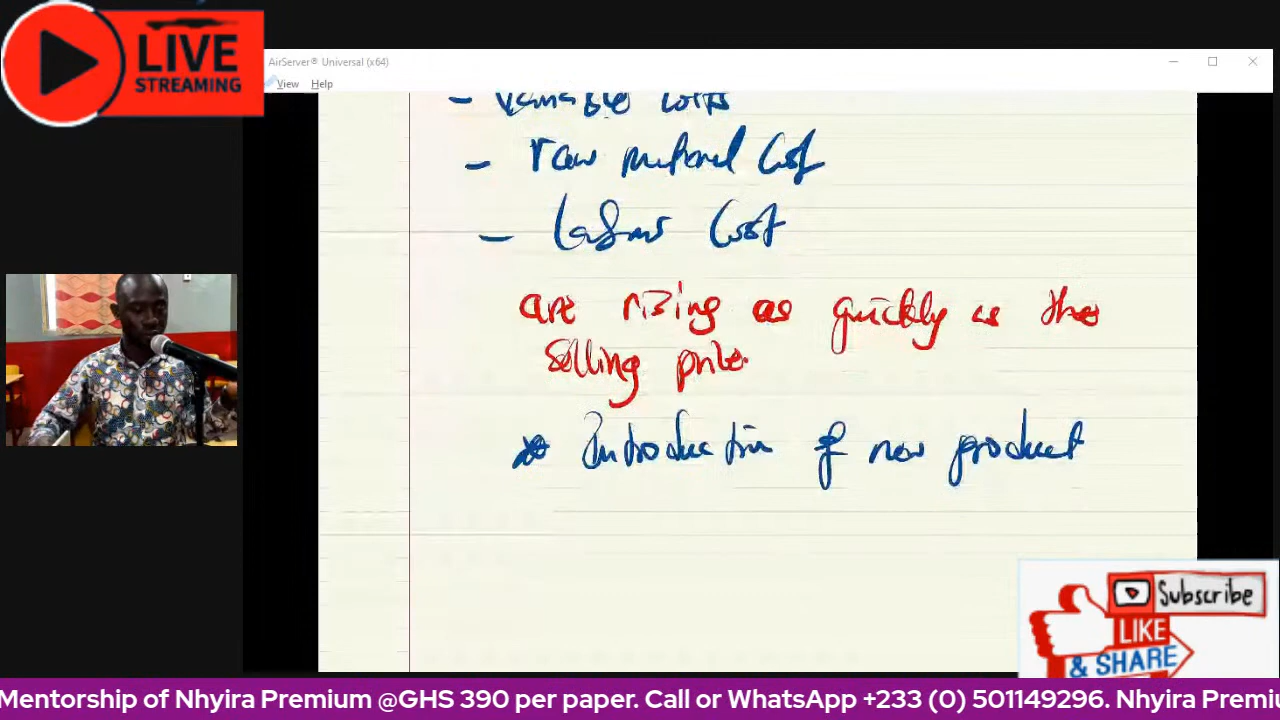 LIVE
STREAMING
AirServer® Universal (x64)
View Help
- Variable costs
- raw material Cost
- Labour Cost
are rising as quickly as the
selling price.
* Introduction of new product
Subscribe
LIKE
& SHARE
Mentorship of Nhyira Premium @GHS 390 per paper. Call or WhatsApp +233 (0) 501149296. Nhyira Premi